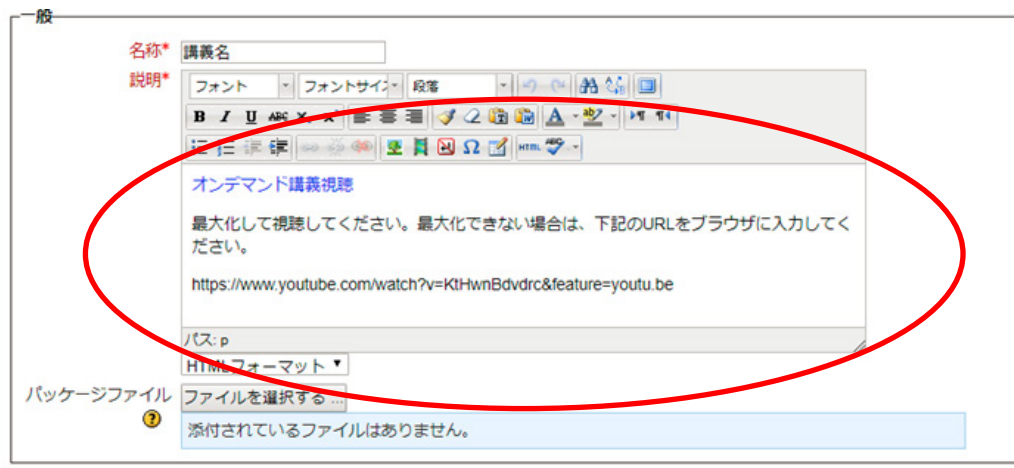 一般
名称* 講義名
説明* フォント フォントサイズ 段落
B I U ABC
HTML ABC
オンデマンド講義視聴
最大化して視聴してください。最大化できない場合は、下記のURLをブラウザに入力してく
ださい。
https://www.youtube.com/watch?v=KtHwnBdvdrc&feature=youtu.be
パス: p
HTMLフォーマット
パッケージファイル ファイルを選択する ...
添付されているファイルはありません。